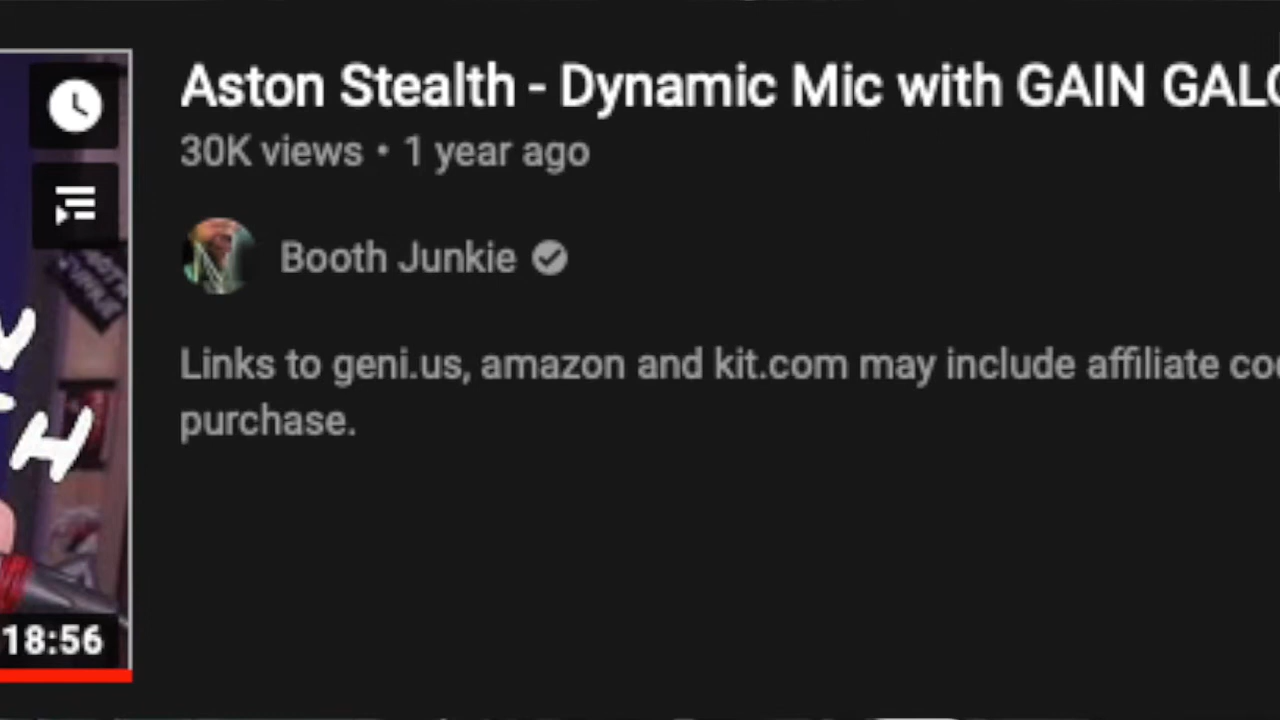 Aston Stealth - Dynamic Mic with GAIN
30K views • 1 year ago
Booth Junkie
Links to geni.us, amazon and kit.com may include affiliate
purchase.
18:56